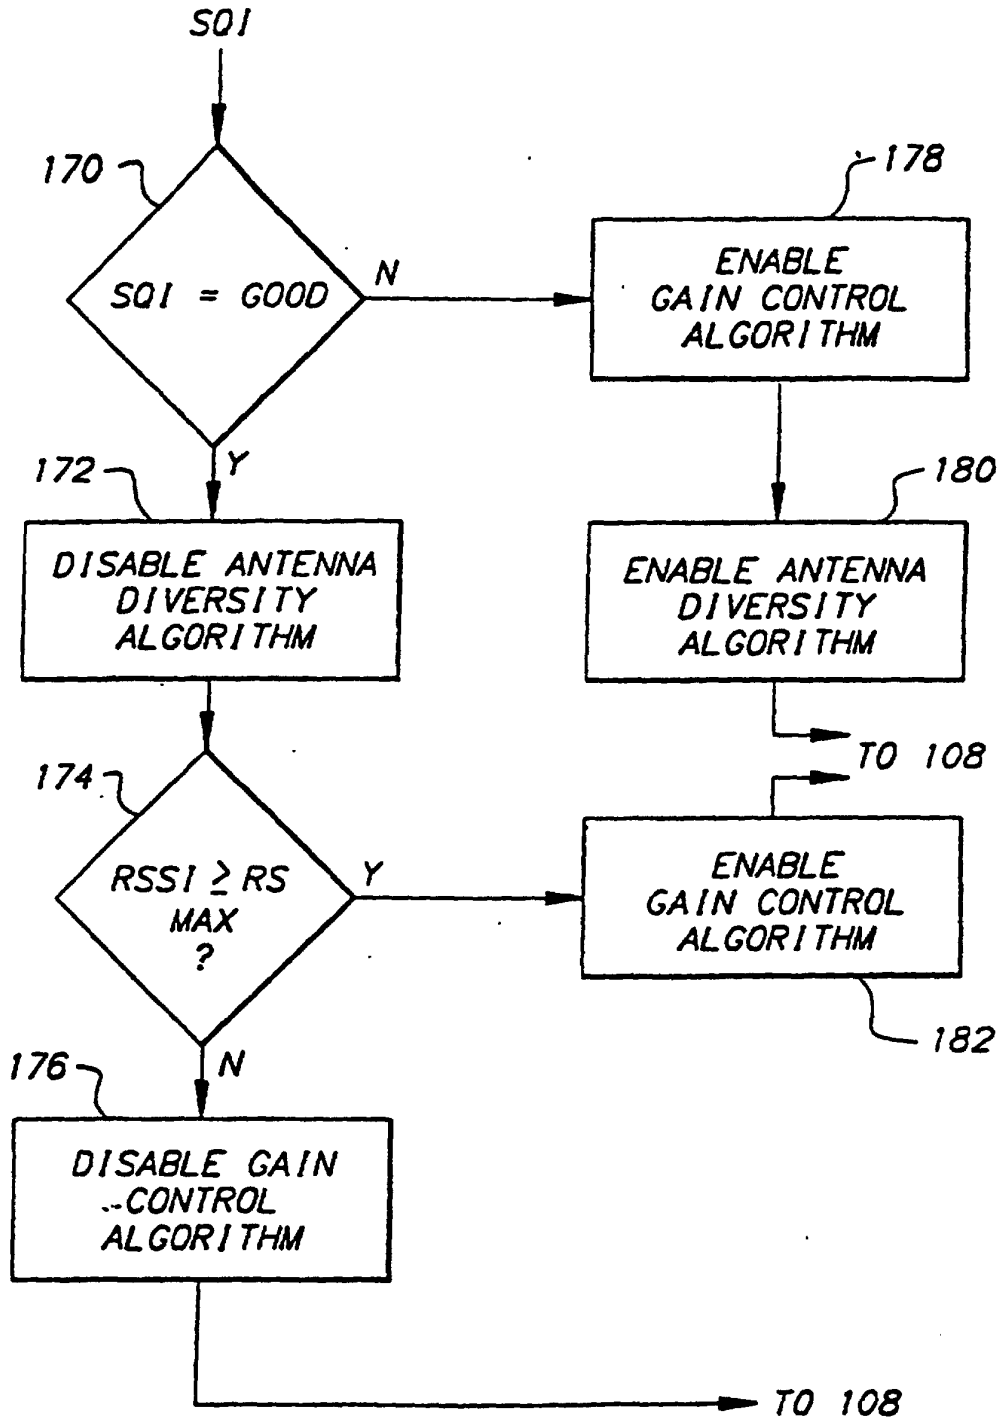 SQI
170
178
SQI = GOOD
N
ENABLE
GAIN CONTROL
ALGORITHM
Y
172
180
DISABLE ANTENNA
DIVERSITY
ALGORITHM
ENABLE ANTENNA
DIVERSITY
ALGORITHM
TO 108
174
RSSI ≥ RS
MAX
?
Y
ENABLE
GAIN CONTROL
ALGORITHM
182
N
176
DISABLE GAIN
CONTROL
ALGORITHM
TO 108